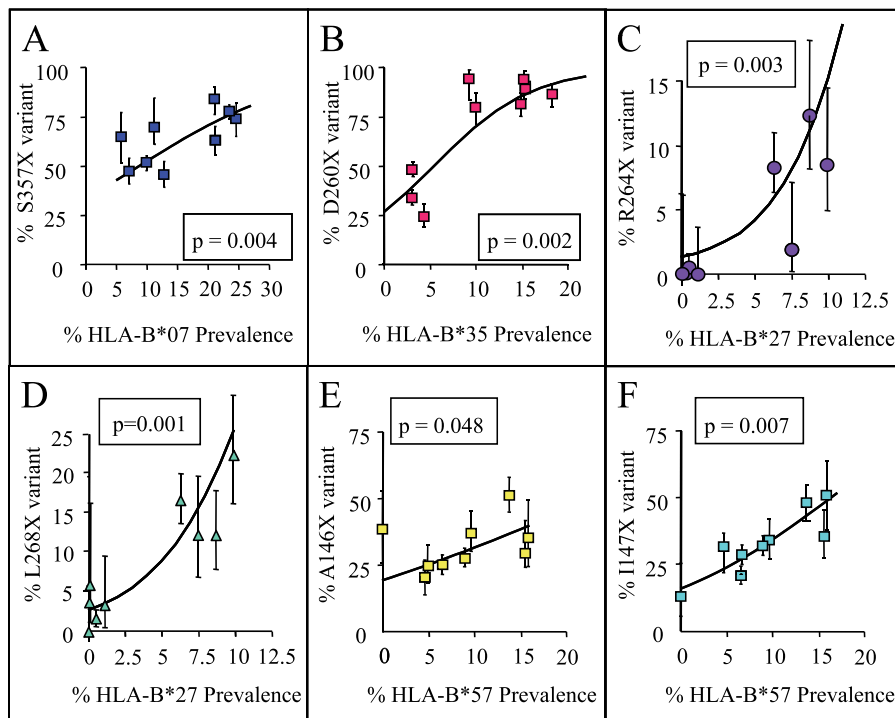 A
% S357X variant
100
75
50
25
0
p = 0.004
0 5 10 15 20 25 30
% HLA-B*07 Prevalence
B
% D260X variant
100
75
50
25
0
p = 0.002
0 5 10 15 20
% HLA-B*35 Prevalence
C
% R264X variant
15
10
5
0
p = 0.003
0 2.5 5 7.5 10 12.5
% HLA-B*27 Prevalence
D
% L268X variant
25
20
15
10
5
0
p=0.001
0 2.5 5 7.5 10 12.5
% HLA-B*27 Prevalence
E
% A146X variant
75
50
25
0
p = 0.048
0 5 10 15 20
% HLA-B*57 Prevalence
F
% I147X variant
75
50
25
0
p = 0.007
0 5 10 15 20
% HLA-B*57 Prevalence